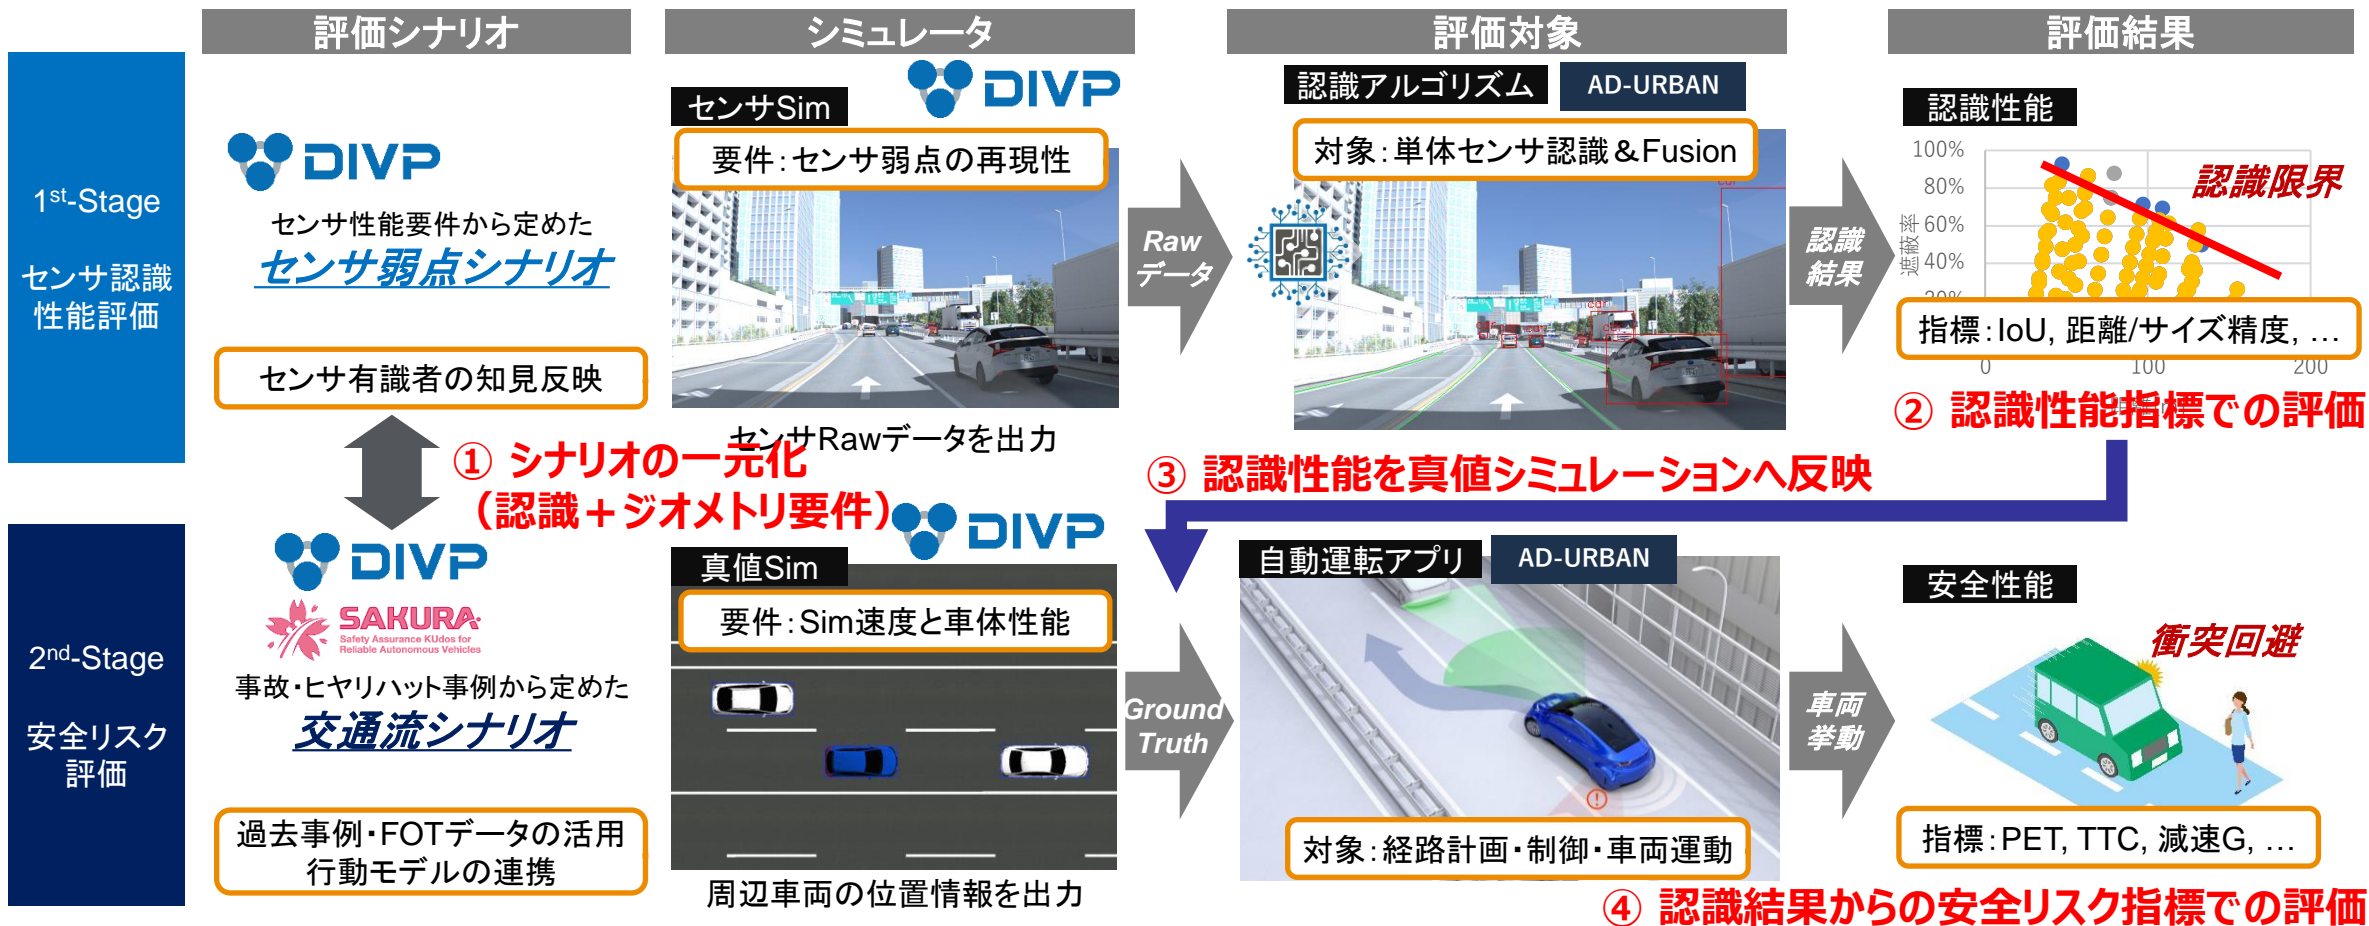 評価シナリオ
シミュレータ
評価対象
評価結果
1st-Stage
センサ認識
性能評価
DIVP
センサ性能要件から定めた
センサ弱点シナリオ
センサ有識者の知見反映
センサSim
DIVP
要件：センサ弱点の再現性
センサRawデータを出力
Raw
データ
認識アルゴリズム
AD-URBAN
対象：単体センサ認識＆Fusion
car
car
car
認識
結果
認識性能
100%
80%
60%
40%
20%
遮蔽率
認識限界
指標：IoU, 距離/サイズ精度, …
0
100
200
② 認識性能指標での評価
① シナリオの一元化
（認識＋ジオメトリ要件）
③ 認識性能を真値シミュレーションへ反映
2nd-Stage
安全リスク
評価
DIVP
SAKURA
Safety Assurance KUdos for
Reliable Autonomous Vehicles
事故・ヒヤリハット事例から定めた
交通流シナリオ
過去事例・FOTデータの活用
行動モデルの連携
真値Sim
DIVP
要件：Sim速度と車体性能
周辺車両の位置情報を出力
Ground
Truth
自動運転アプリ
AD-URBAN
対象：経路計画・制御・車両運動
車両
挙動
安全性能
衝突回避
指標：PET, TTC, 減速G, …
④ 認識結果からの安全リスク指標での評価